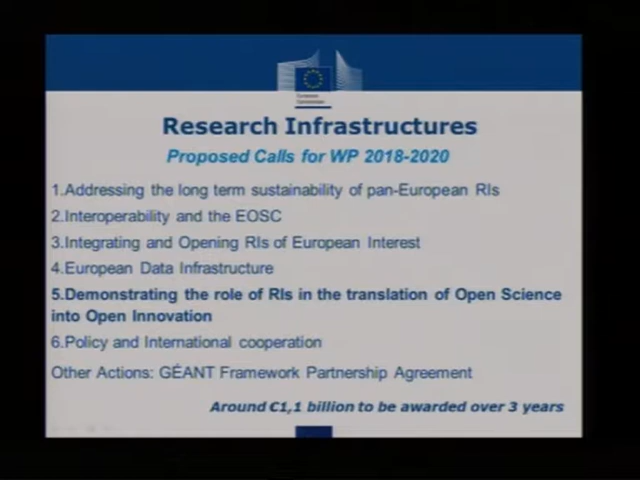 European
Commission
Research Infrastructures
Proposed Calls for WP 2018-2020
1.Addressing the long term sustainability of pan-European RIs
2.Interoperability and the EOSC
3.Integrating and Opening RIs of European Interest
4.European Data Infrastructure
5.Demonstrating the role of RIs in the translation of Open Science
into Open Innovation
6.Policy and International cooperation
Other Actions: GÉANT Framework Partnership Agreement
Around €1,1 billion to be awarded over 3 years